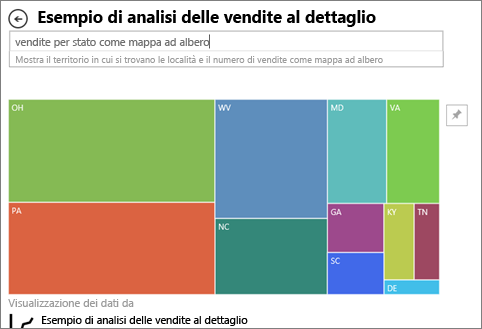 Esempio di analisi delle vendite al dettaglio
vendite per stato come mappa ad albero
Mostra il territorio in cui si trovano le località e il numero di vendite come mappa ad albero
OH
WV
MD
VA
PA
NC
GA
KY
TN
SC
DE
Visualizzazione dei dati da
Esempio di analisi delle vendite al dettaglio